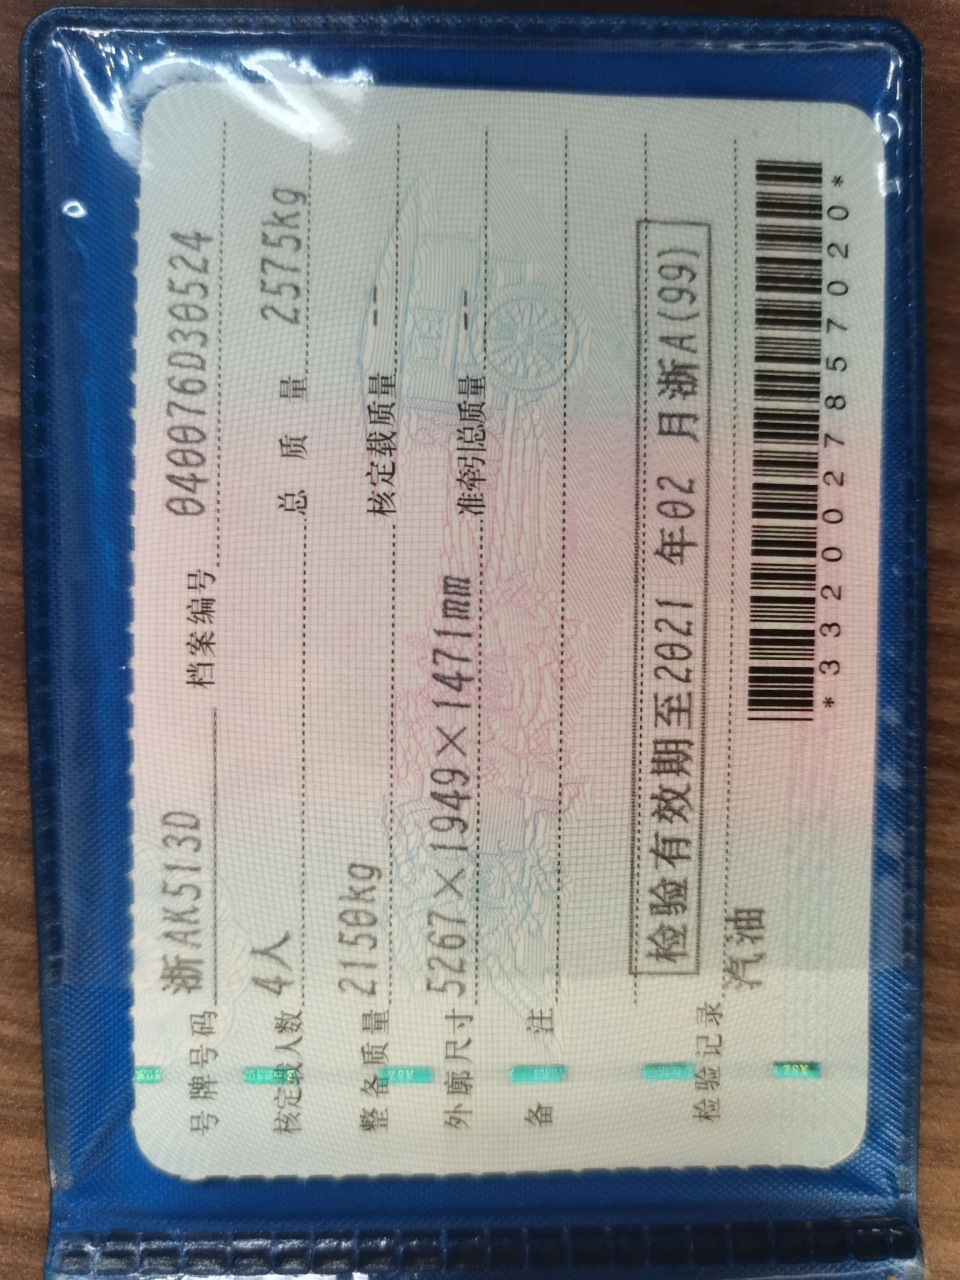 号牌号码 浙AK513D 档案编号 040076D30524
核定载人数 4人 总质量 2575kg
整备质量 2150kg 核定载质量 --
外廓尺寸 5267×1949×1471mm 准牵引总质量 --
备注
检验有效期至2021年02月浙A(99)
检验记录
汽油
*3320027857020*